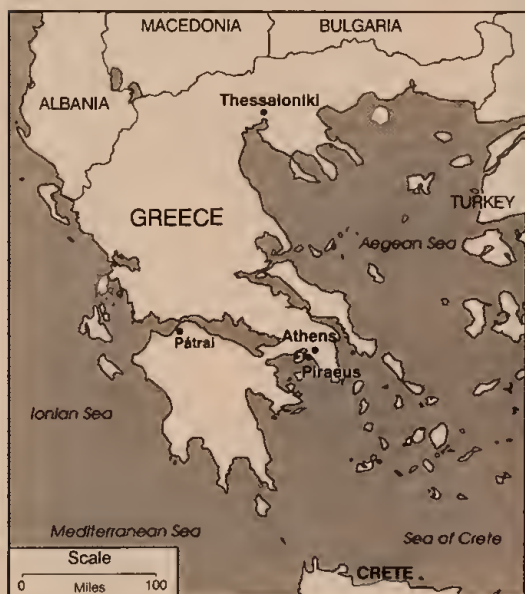 MACEDONIA
BULGARIA
ALBANIA
Thessaloniki
TURKEY
GREECE
Aegean Sea
Pátrai
Athens
Piraeus
Ionian Sea
Mediterranean Sea
Sea of Crete
Scale
0 Miles 100
CRETE